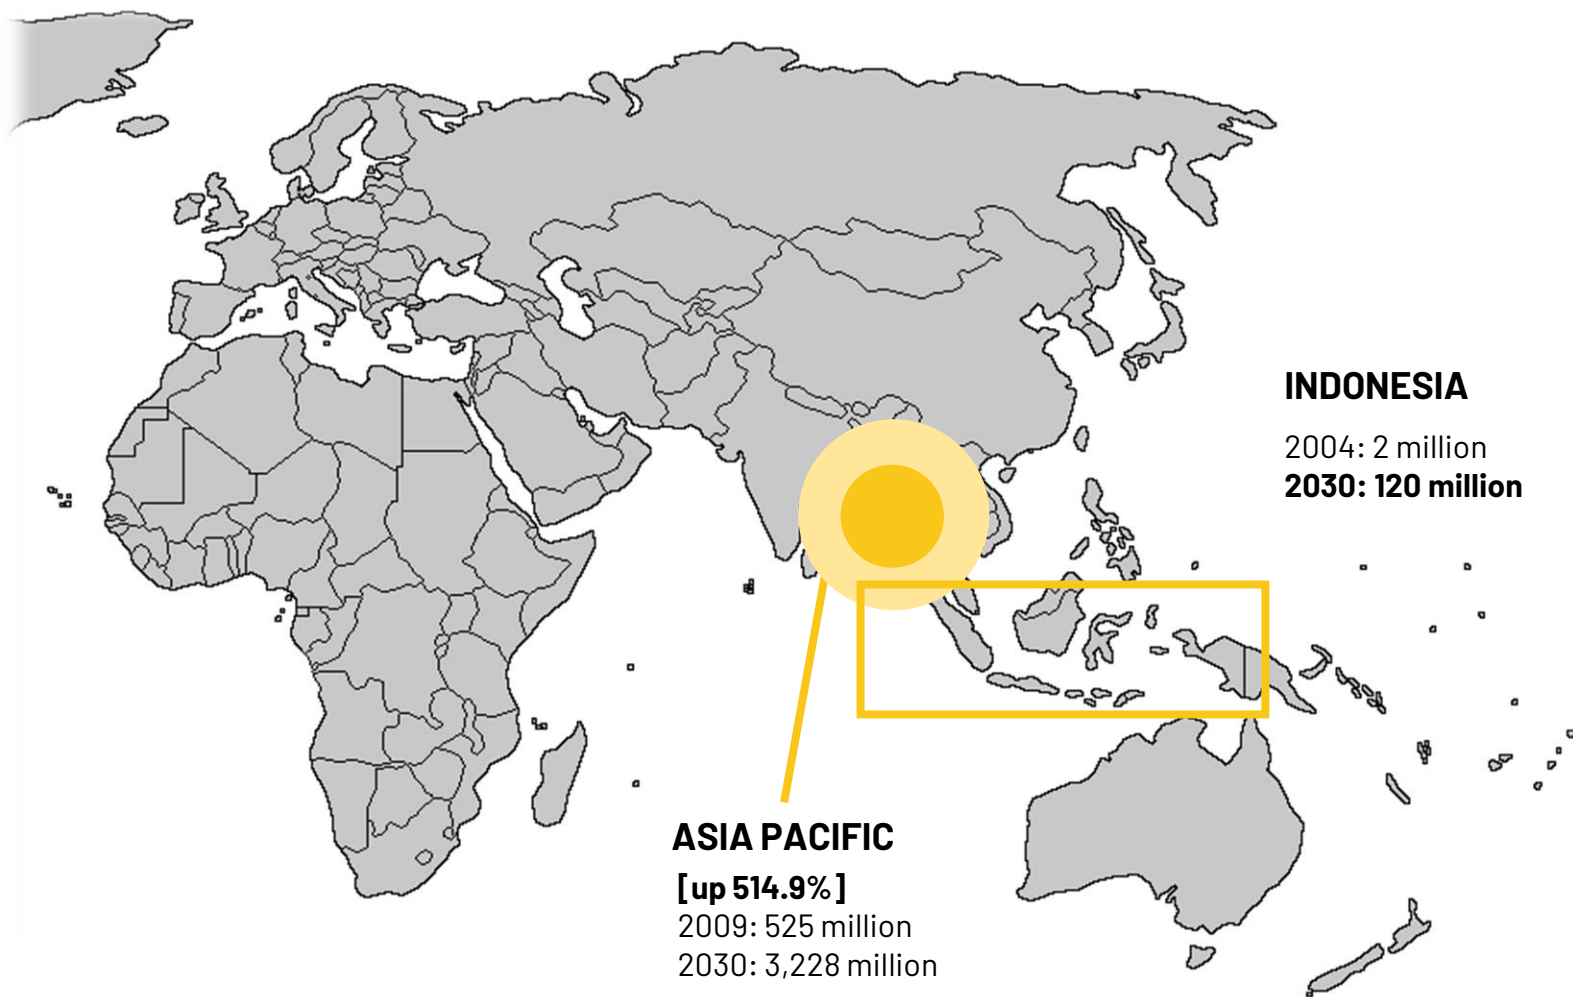 INDONESIA
2004: 2 million
2030: 120 million
ASIA PACIFIC
[up 514.9%]
2009: 525 million
2030: 3,228 million